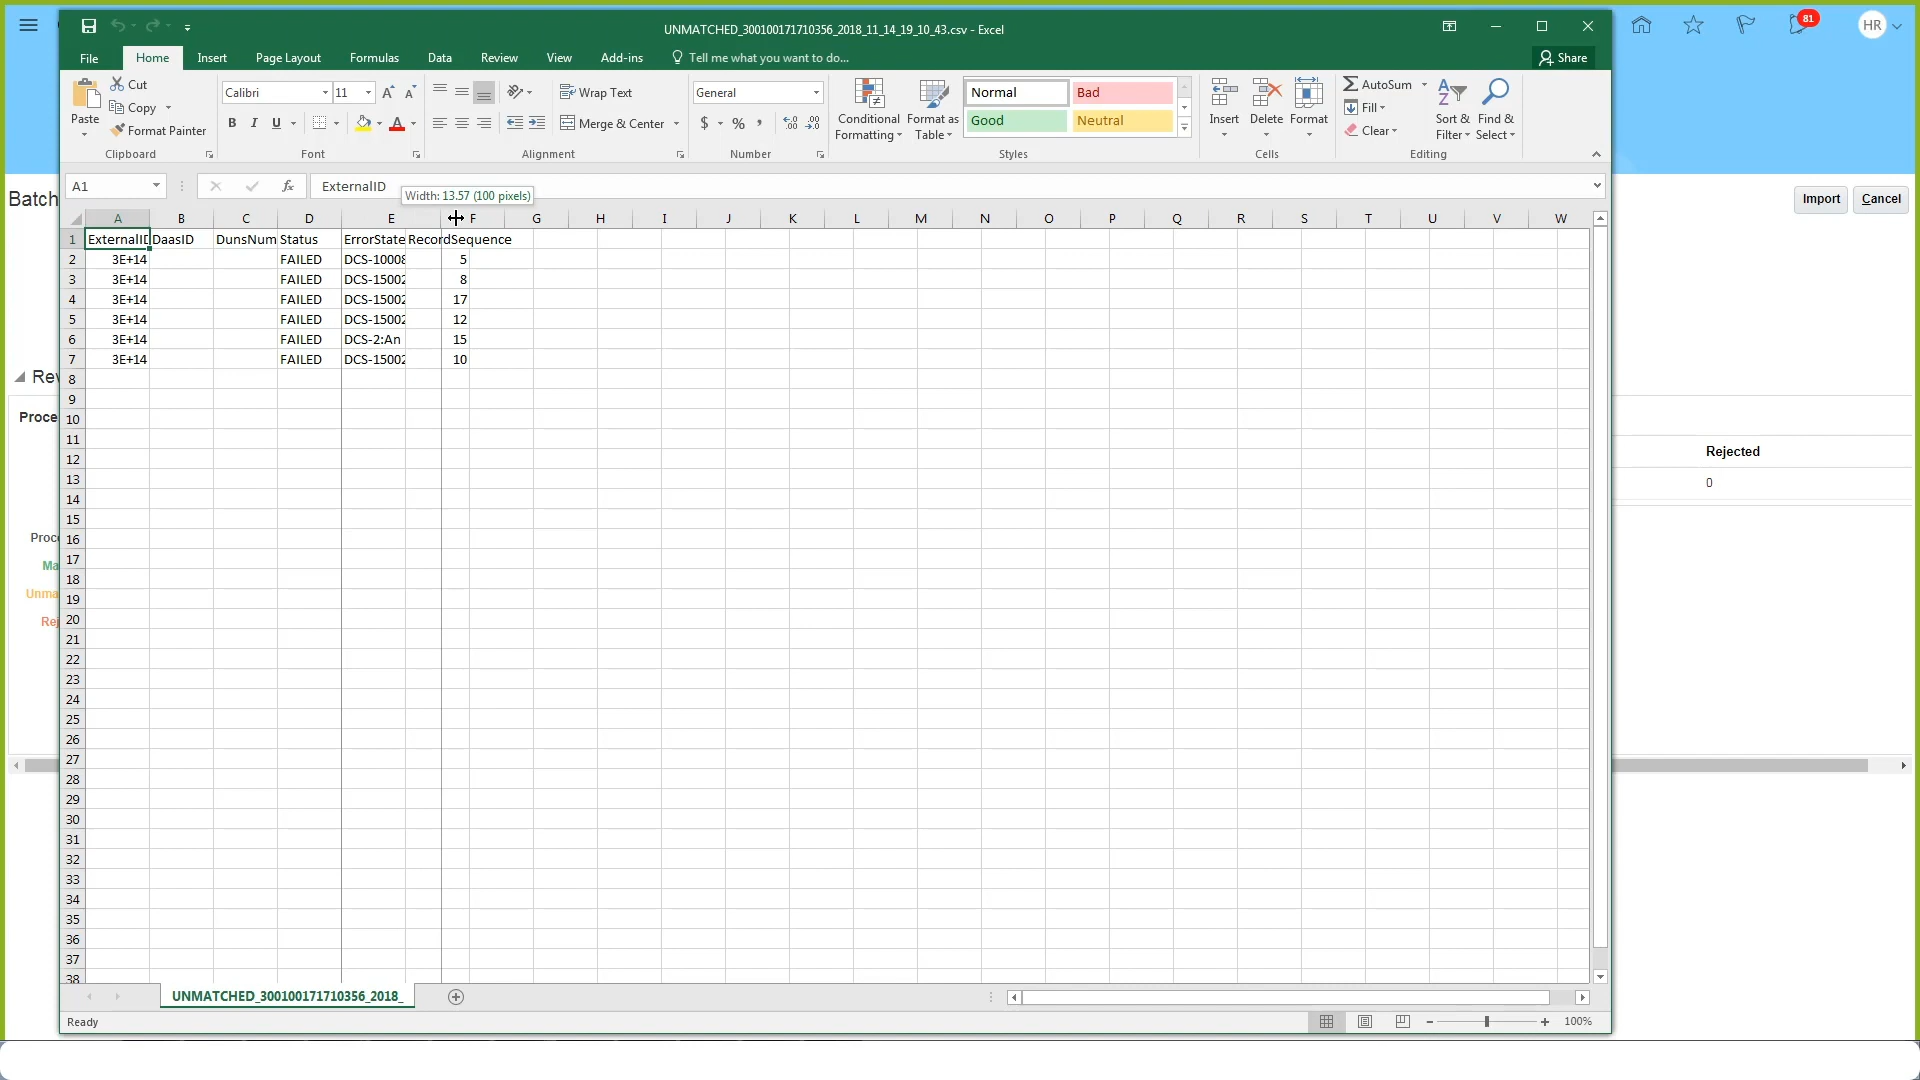 UNMATCHED_300100171710356_2018_11_14_19_10_43.csv - Excel
81
HR
File Home Insert Page Layout Formulas Data Review View Add-ins Tell me what you want to do... Share
Paste
Cut
Copy
Format Painter
Clipboard
Calibri 11
B I U
Font
Wrap Text
Merge & Center
Alignment
General
$ % ,
Number
Conditional
Formatting
Format as
Table
Normal Bad
Good Neutral
Styles
Insert Delete Format
Cells
AutoSum
Fill
Clear
Sort &
Filter
Find &
Select
Editing
A1 fx ExternalID
Width: 13.57 (100 pixels)
A B C D E F G H I J K L M N O P Q R S T U V W
1 ExternalID DaasID DunsNum Status ErrorState RecordSequence
2 3E+14 FAILED DCS-10008 5
3 3E+14 FAILED DCS-15002 8
4 3E+14 FAILED DCS-15002 17
5 3E+14 FAILED DCS-15002 12
6 3E+14 FAILED DCS-2:An 15
7 3E+14 FAILED DCS-15002 10
8
9
10
11
12
13
14
15
16
17
18
19
20
21
22
23
24
25
26
27
28
29
30
31
32
33
34
35
36
37
38
UNMATCHED_300100171710356_2018_
Ready
100%
Batch
Import Cancel
Rev
Proce
Rejected
0
Proce
Ma
Unma
Rej